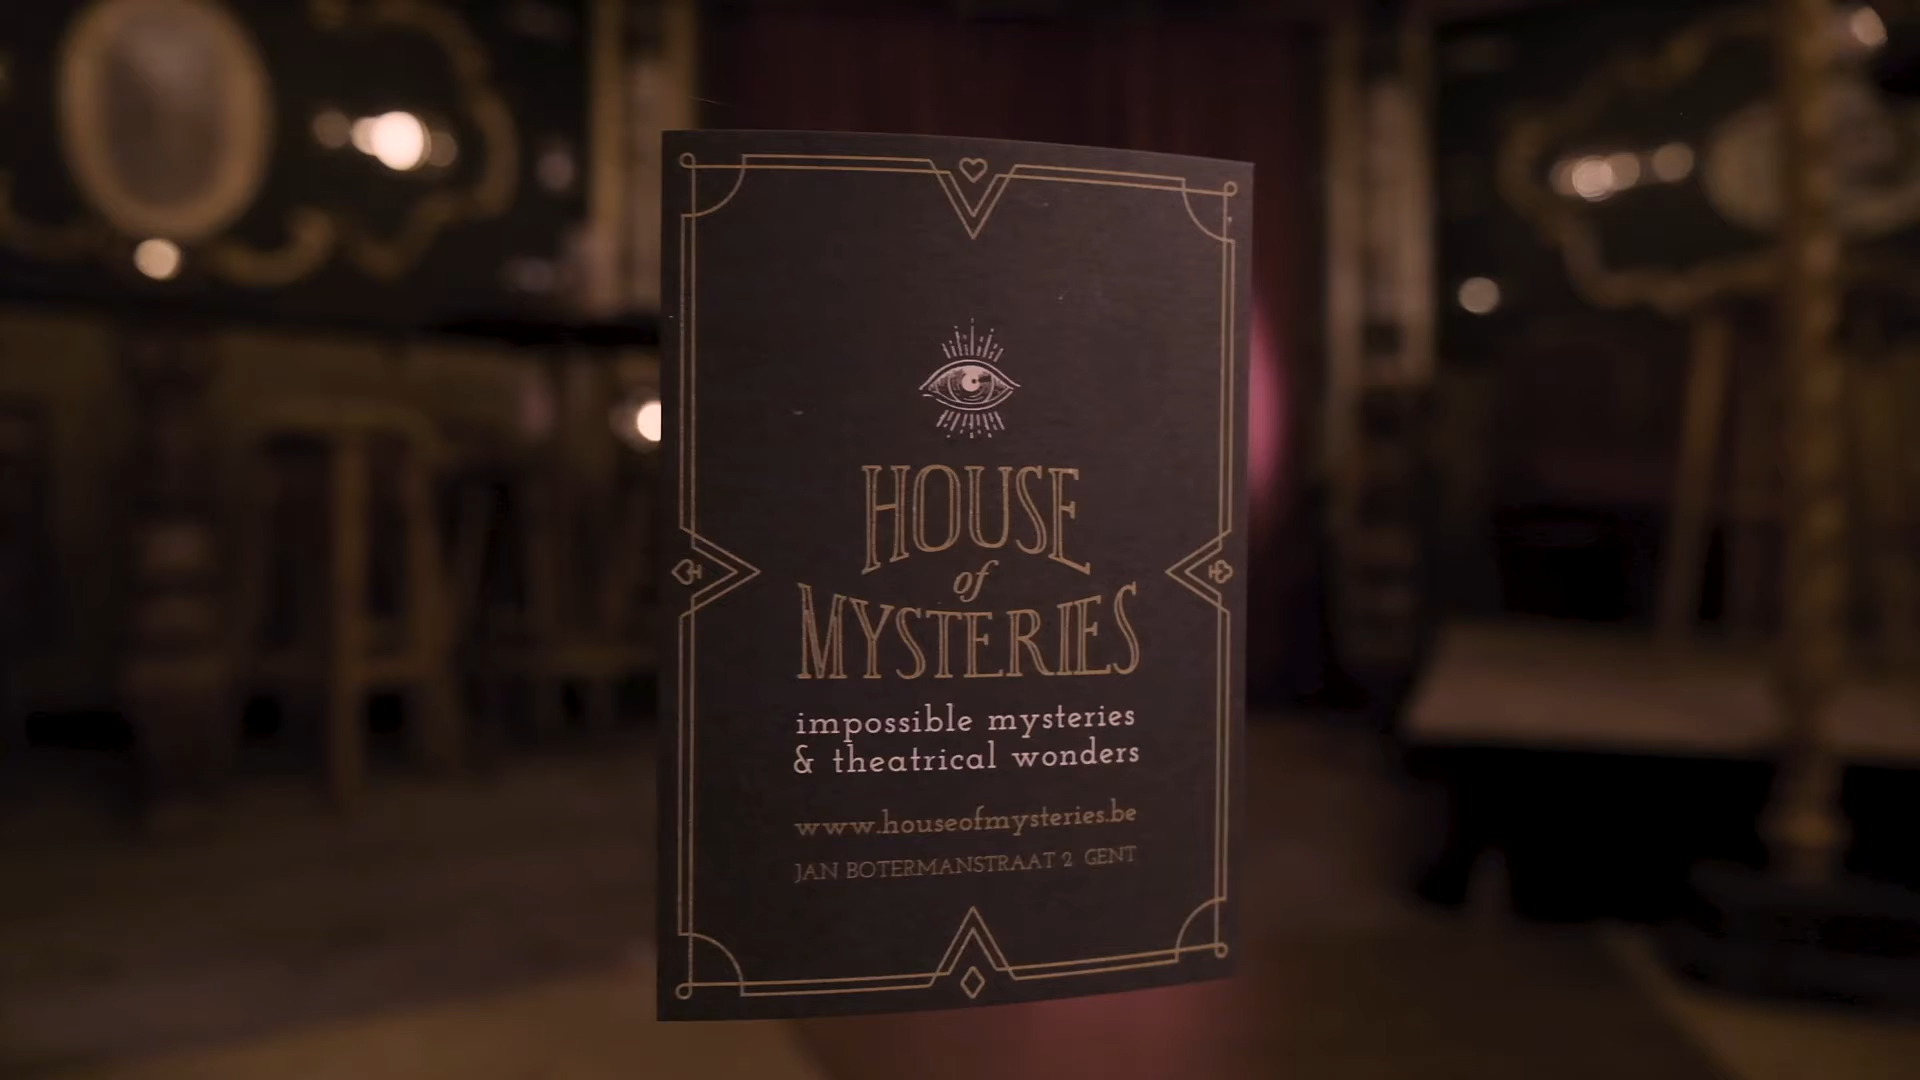 HOUSE
of
MYSTERIES
impossible mysteries
& theatrical wonders
www.houseofmysteries.be
JAN BOTERMANSTRAAT 2 GENT